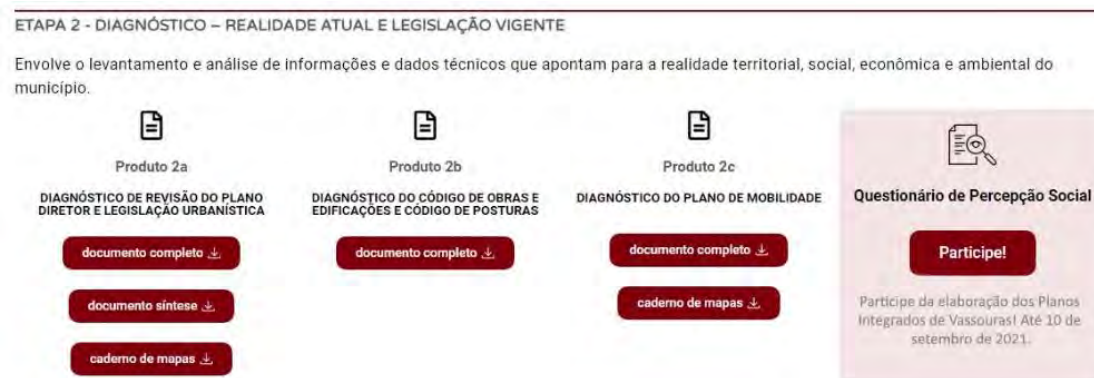 ETAPA 2 - DIAGNÓSTICO – REALIDADE ATUAL E LEGISLAÇÃO VIGENTE
Envolve o levantamento e análise de informações e dados técnicos que apontam para a realidade territorial, social, econômica e ambiental do
município.
Produto 2a
DIAGNÓSTICO DE REVISÃO DO PLANO
DIRETOR E LEGISLAÇÃO URBANÍSTICA
documento completo
documento síntese
caderno de mapas
Produto 2b
DIAGNÓSTICO DO CÓDIGO DE OBRAS E
EDIFICAÇÕES E CÓDIGO DE POSTURAS
documento completo
Produto 2c
DIAGNÓSTICO DO PLANO DE MOBILIDADE
documento completo
caderno de mapas
Questionário de Percepção Social
Participe!
Participe da elaboração dos Planos
Integrados de Vassouras! Até 10 de
setembro de 2021.